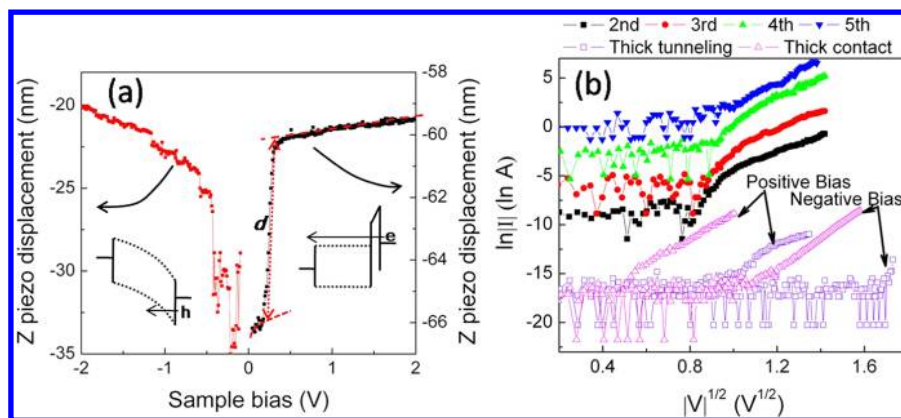 (a)
Z piezo displacement (nm)
-20
-25
-30
-35
-58
-60
-62
-64
-66
Z piezo displacement (nm)
-2
-1
0
1
2
Sample bias (V)
d
h
e
2nd 3rd 4th 5th
Thick tunneling Thick contact
(b)
ln|I| (ln A)
5
0
-5
-10
-15
-20
Positive Bias
Negative Bias
0.4
0.8
1.2
1.6
|V|^1/2 (V^1/2)